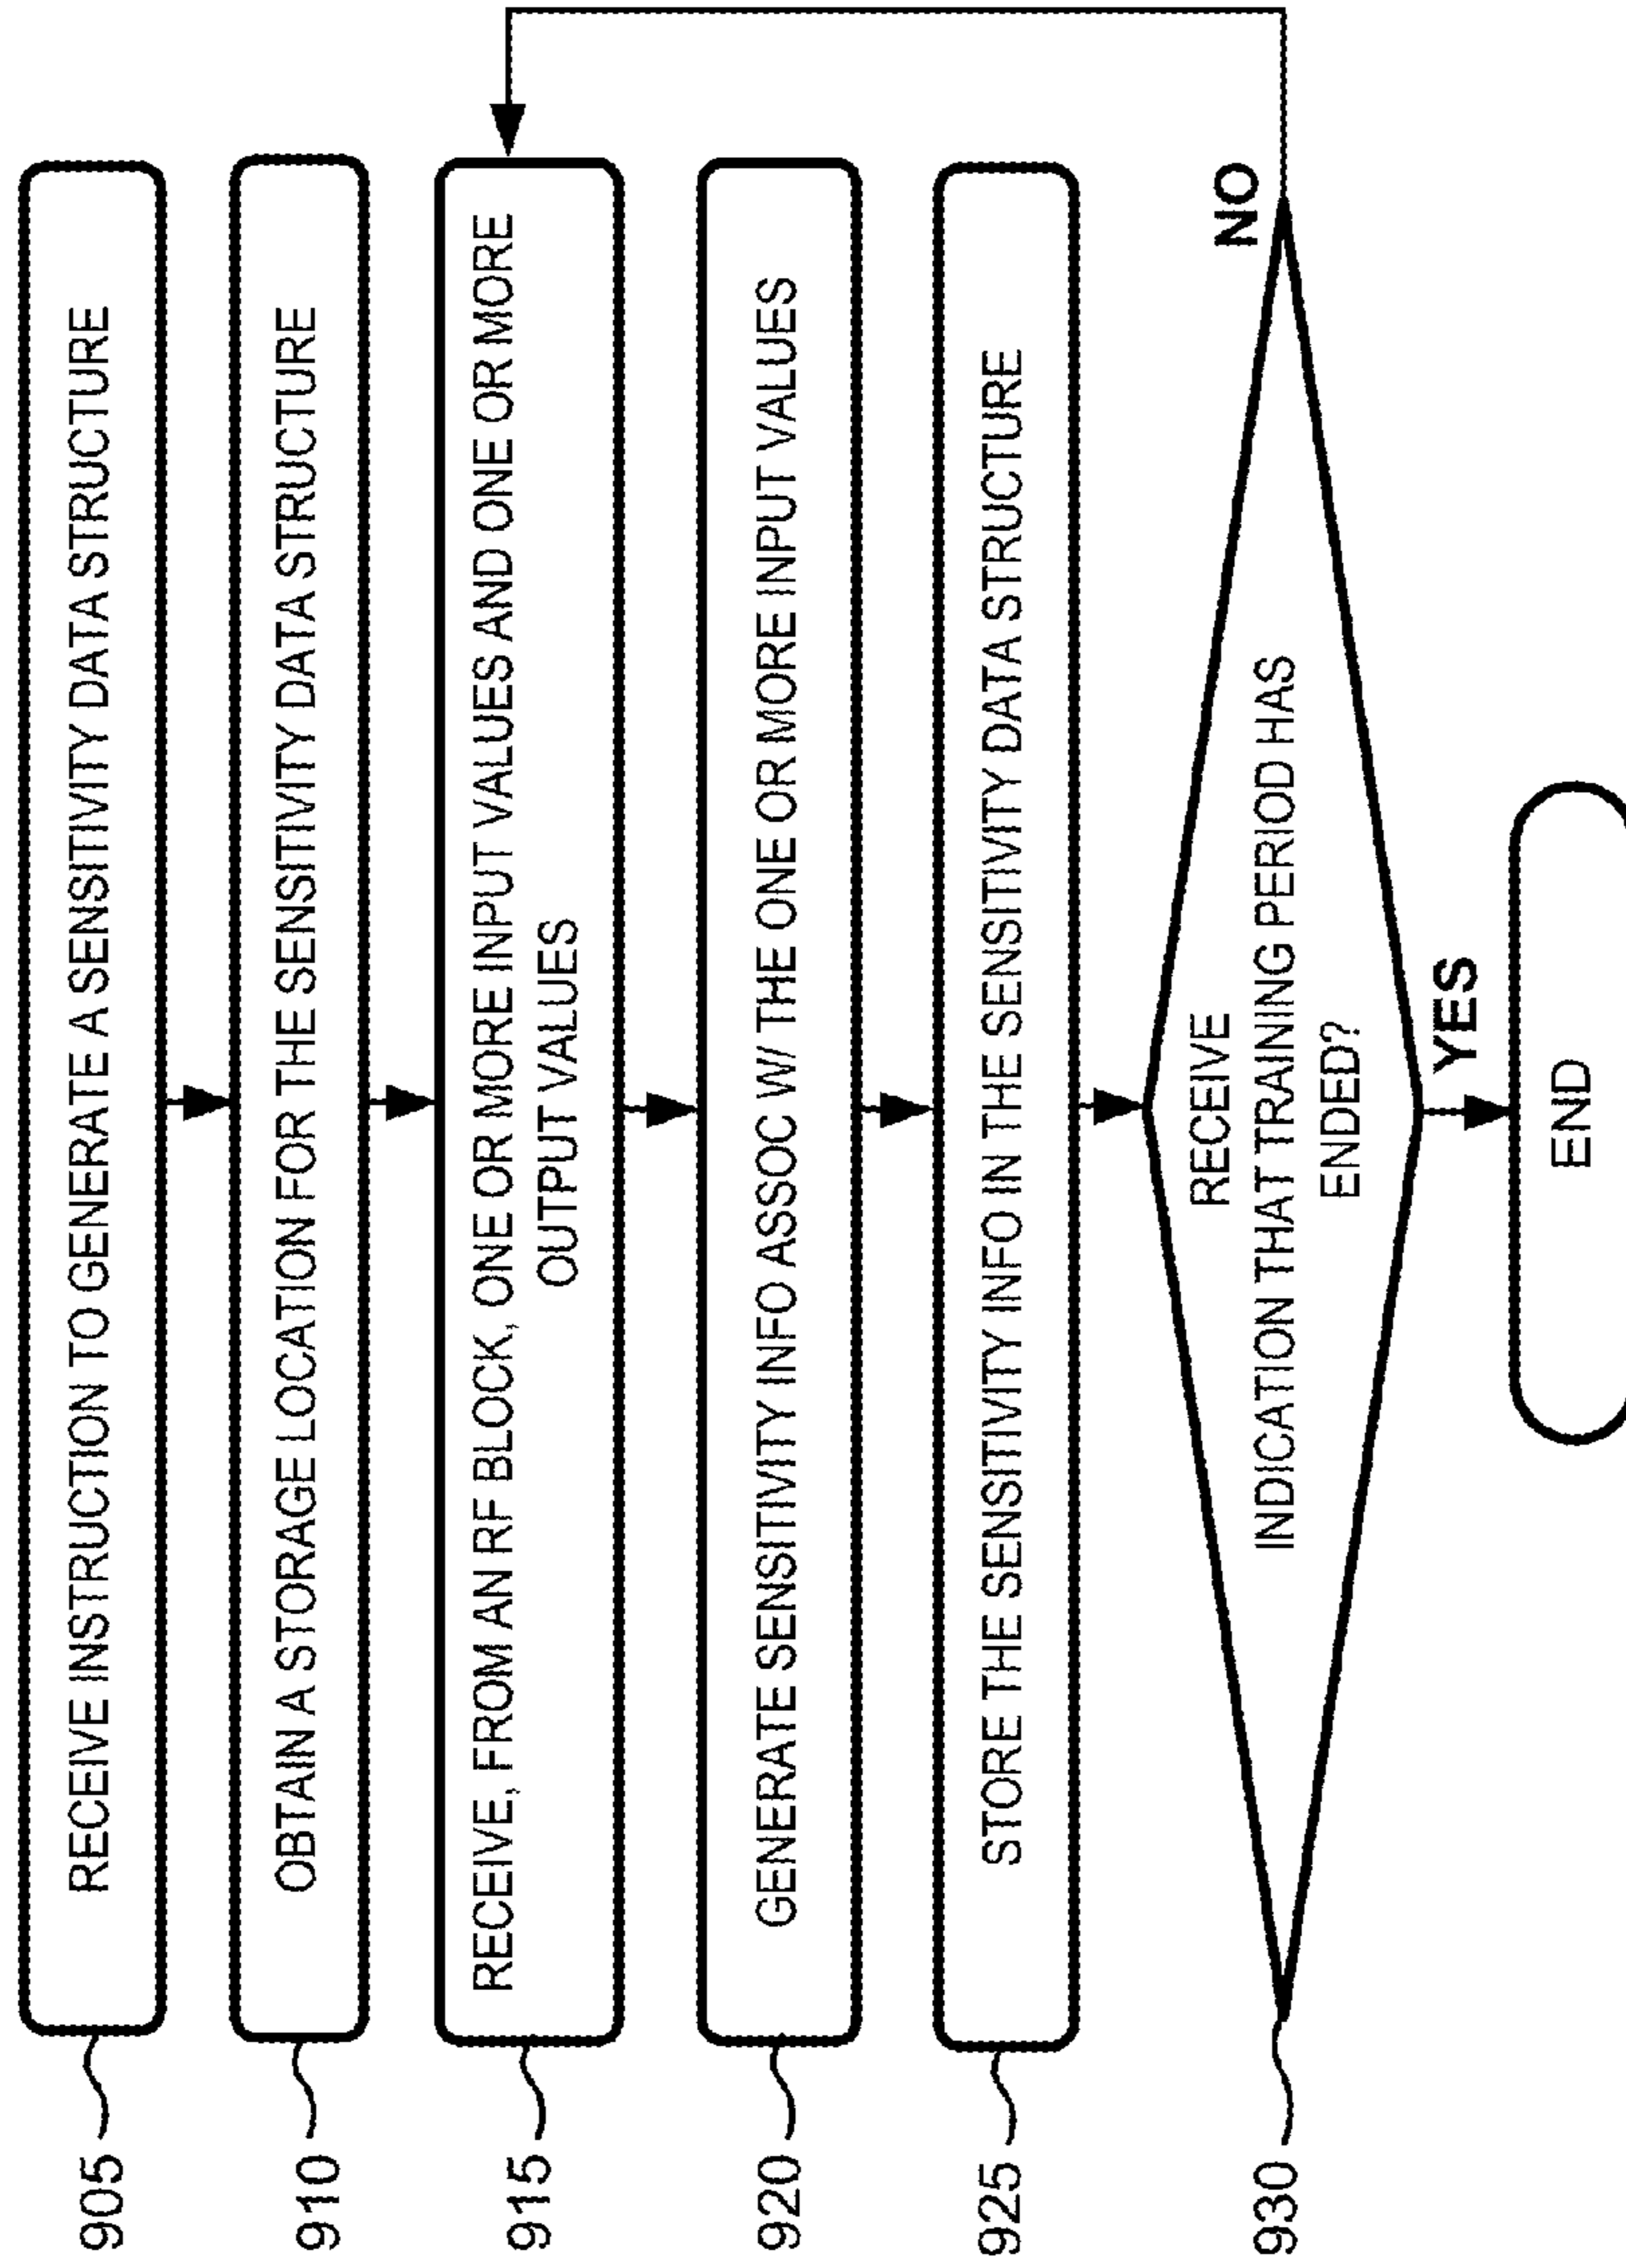 905
RECEIVE INSTRUCTION TO GENERATE A SENSITIVITY DATA STRUCTURE
910
OBTAIN A STORAGE LOCATION FOR THE SENSITIVITY DATA STRUCTURE
915
RECEIVE, FROM AN RF BLOCK, ONE OR MORE INPUT VALUES AND ONE OR MORE
OUTPUT VALUES
920
GENERATE SENSITIVITY INFO ASSOC W/ THE ONE OR MORE INPUT VALUES
925
STORE THE SENSITIVITY INFO IN THE SENSITIVITY DATA STRUCTURE
930
RECEIVE
INDICATION THAT TRAINING PERIOD HAS
ENDED?
NO
YES
END